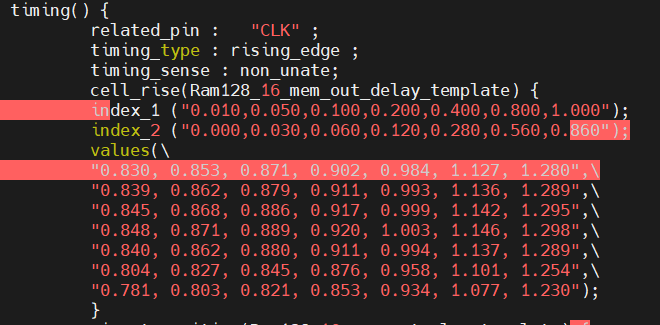 timing() {
related_pin :   "CLK" ;
timing_type : rising_edge ;
timing_sense : non_unate;
cell_rise(Ram128_16_mem_out_delay_template) {
index_1 ("0.010,0.050,0.100,0.200,0.400,0.800,1.000");
index_2 ("0.000,0.030,0.060,0.120,0.280,0.560,0.860");
values(\
"0.830, 0.853, 0.871, 0.902, 0.984, 1.127, 1.280",\
"0.839, 0.862, 0.879, 0.911, 0.993, 1.136, 1.289",\
"0.845, 0.868, 0.886, 0.917, 0.999, 1.142, 1.295",\
"0.848, 0.871, 0.889, 0.920, 1.003, 1.146, 1.298",\
"0.840, 0.862, 0.880, 0.911, 0.994, 1.137, 1.289",\
"0.804, 0.827, 0.845, 0.876, 0.958, 1.101, 1.254",\
"0.781, 0.803, 0.821, 0.853, 0.934, 1.077, 1.230");
}